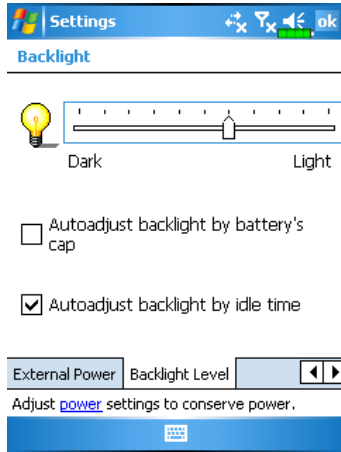 Settings ok
Backlight
Dark Light
Autoadjust backlight by battery's
cap
Autoadjust backlight by idle time
External Power Backlight Level
Adjust power settings to conserve power.